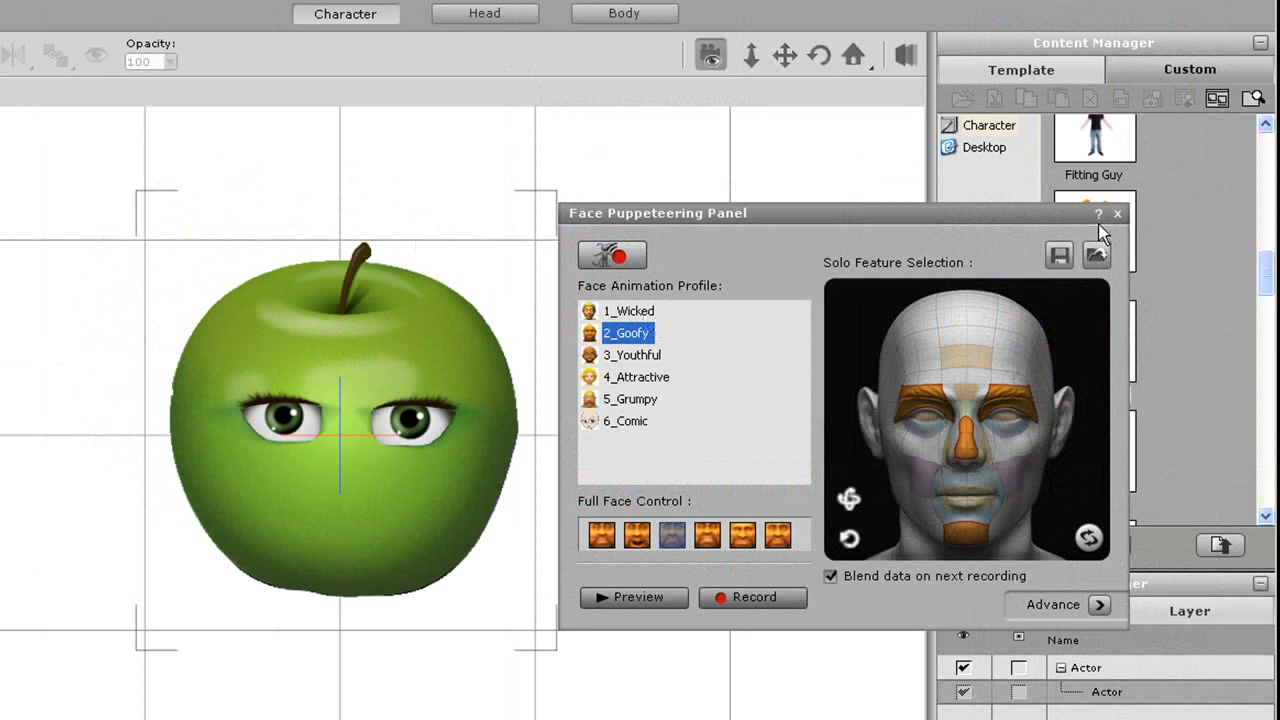 Character
Head
Body
Opacity:
100
Content Manager
Template
Custom
Character
Desktop
Fitting Guy
Face Puppeteering Panel
?
x
Face Animation Profile:
1_Wicked
2_Goofy
3_Youthful
4_Attractive
5_Grumpy
6_Comic
Solo Feature Selection :
Full Face Control :
Preview
Record
Blend data on next recording
Advance
Layer
Name
Actor
Actor